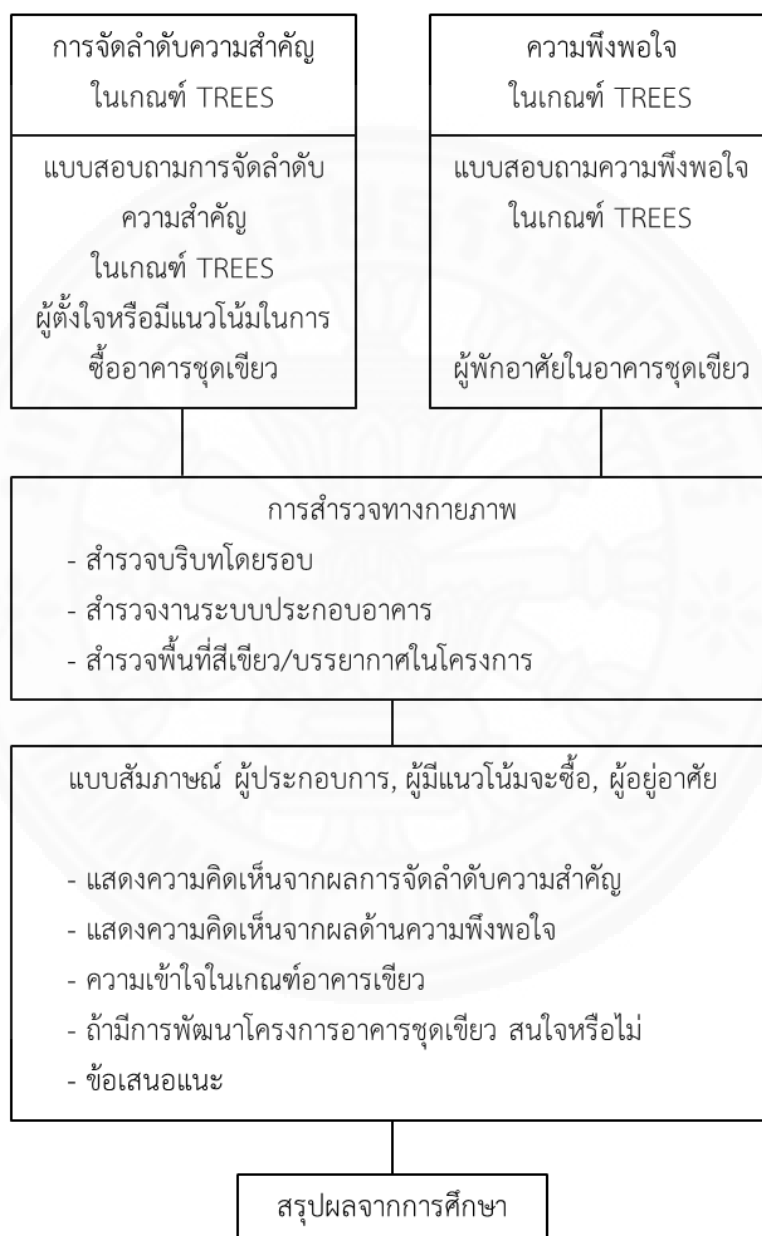 การจัดลำดับความสำคัญ
ในเกณฑ์ TREES
แบบสอบถามการจัดลำดับ
ความสำคัญ
ในเกณฑ์ TREES
ผู้ตั้งใจหรือมีแนวโน้มในการ
ซื้ออาคารชุดเขียว
ความพึงพอใจ
ในเกณฑ์ TREES
แบบสอบถามความพึงพอใจ
ในเกณฑ์ TREES
ผู้พักอาศัยในอาคารชุดเขียว
การสำรวจทางกายภาพ
- สำรวจบริบทโดยรอบ
- สำรวจงานระบบประกอบอาคาร
- สำรวจพื้นที่สีเขียว/บรรยากาศในโครงการ
แบบสัมภาษณ์ ผู้ประกอบการ, ผู้มีแนวโน้มจะซื้อ, ผู้อยู่อาศัย
- แสดงความคิดเห็นจากผลการจัดลำดับความสำคัญ
- แสดงความคิดเห็นจากผลด้านความพึงพอใจ
- ความเข้าใจในเกณฑ์อาคารเขียว
- ถ้ามีการพัฒนาโครงการอาคารชุดเขียว สนใจหรือไม่
- ข้อเสนอแนะ
สรุปผลจากการศึกษา